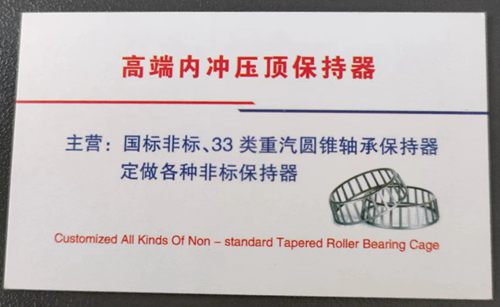 高端内冲压顶保持器
主营：国标非标、33 类重汽圆锥轴承保持器
定做各种非标保持器
Customized All Kinds Of Non - standard Tapered Roller Bearing Cage